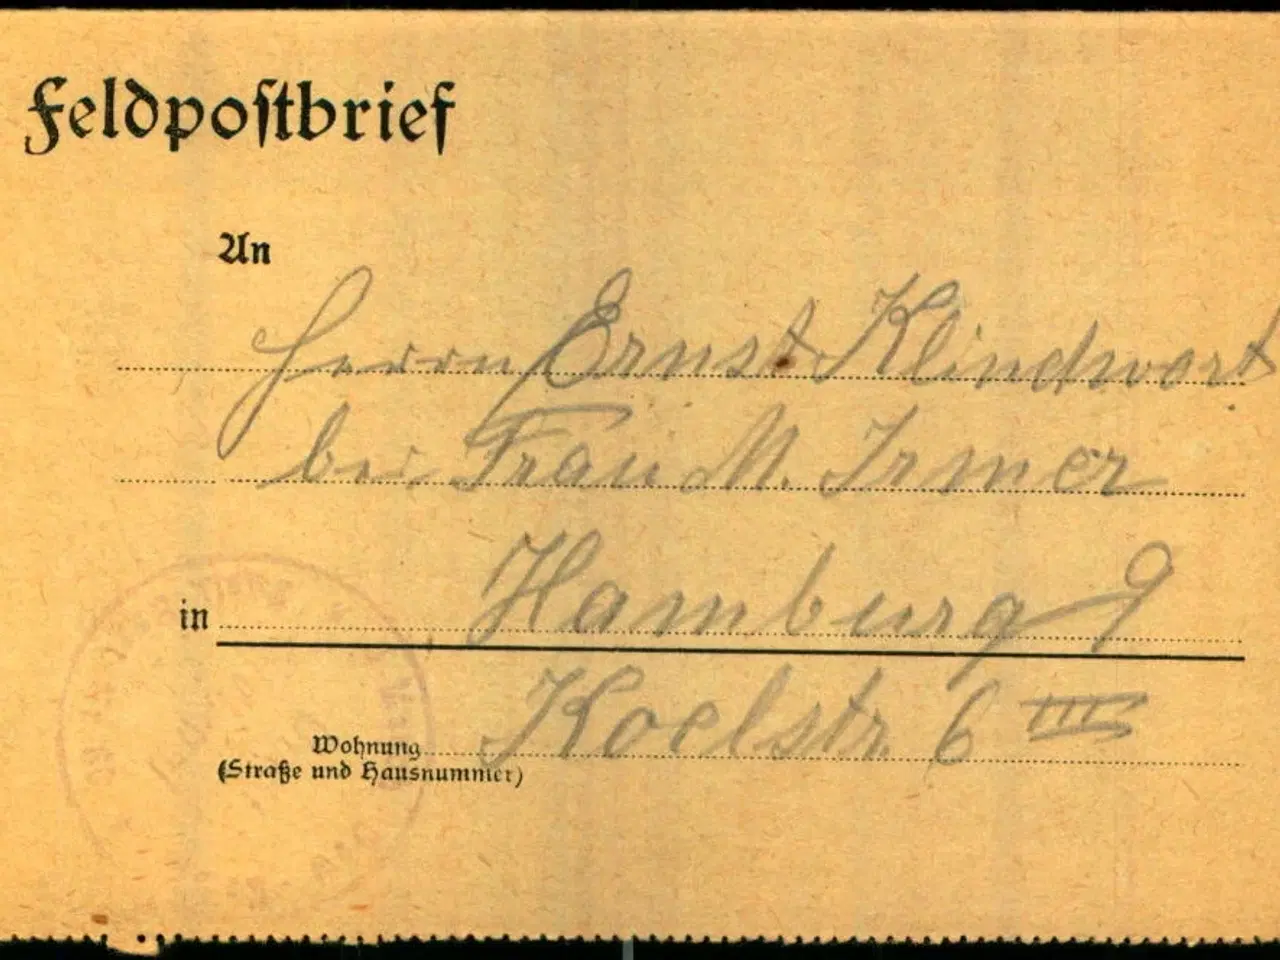 Feldpostbrief
An
Herrn Ernst Klindwort
bei Frau M. Irmer
in Hamburg 9
Koelstr. 6 III
Wohnung
(Straße und Hausnummer)